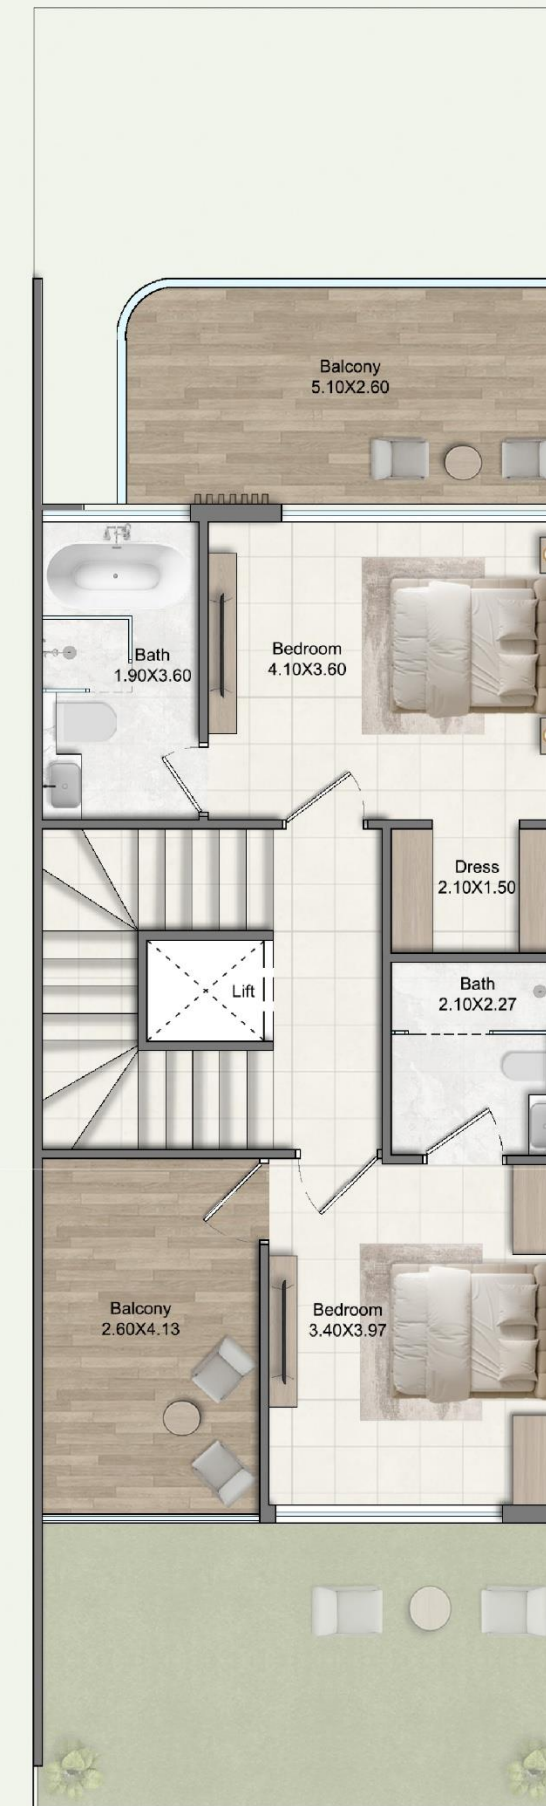 Balcony
5.10X2.60
Bedroom
4.10X3.60
Bath
1.90X3.60
Dress
2.10X1.50
Lift
Bath
2.10X2.27
Balcony
2.60X4.13
Bedroom
3.40X3.97